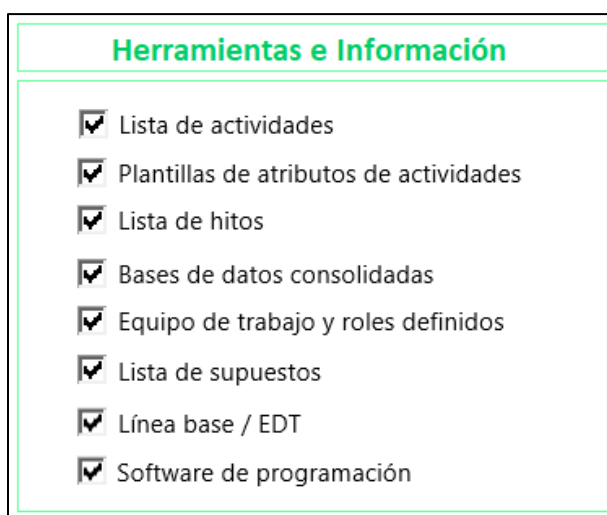 Herramientas e Información
Lista de actividades
Plantillas de atributos de actividades
Lista de hitos
Bases de datos consolidadas
Equipo de trabajo y roles definidos
Lista de supuestos
Línea base / EDT
Software de programación